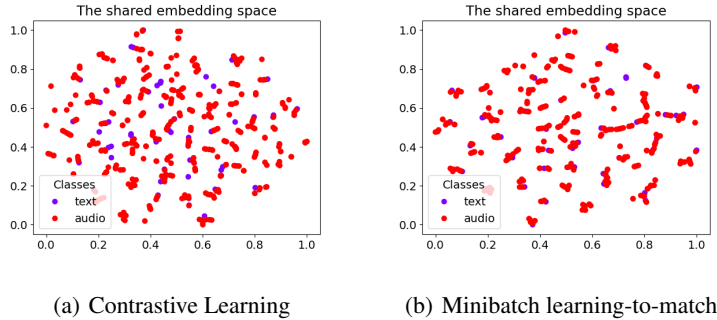 The shared embedding space
1.0
0.8
0.6
0.4
0.2
0.0
Classes
text
audio
0.0 0.2 0.4 0.6 0.8 1.0
(a) Contrastive Learning
The shared embedding space
1.0
0.8
0.6
0.4
0.2
0.0
Classes
text
audio
0.0 0.2 0.4 0.6 0.8 1.0
(b) Minibatch learning-to-match